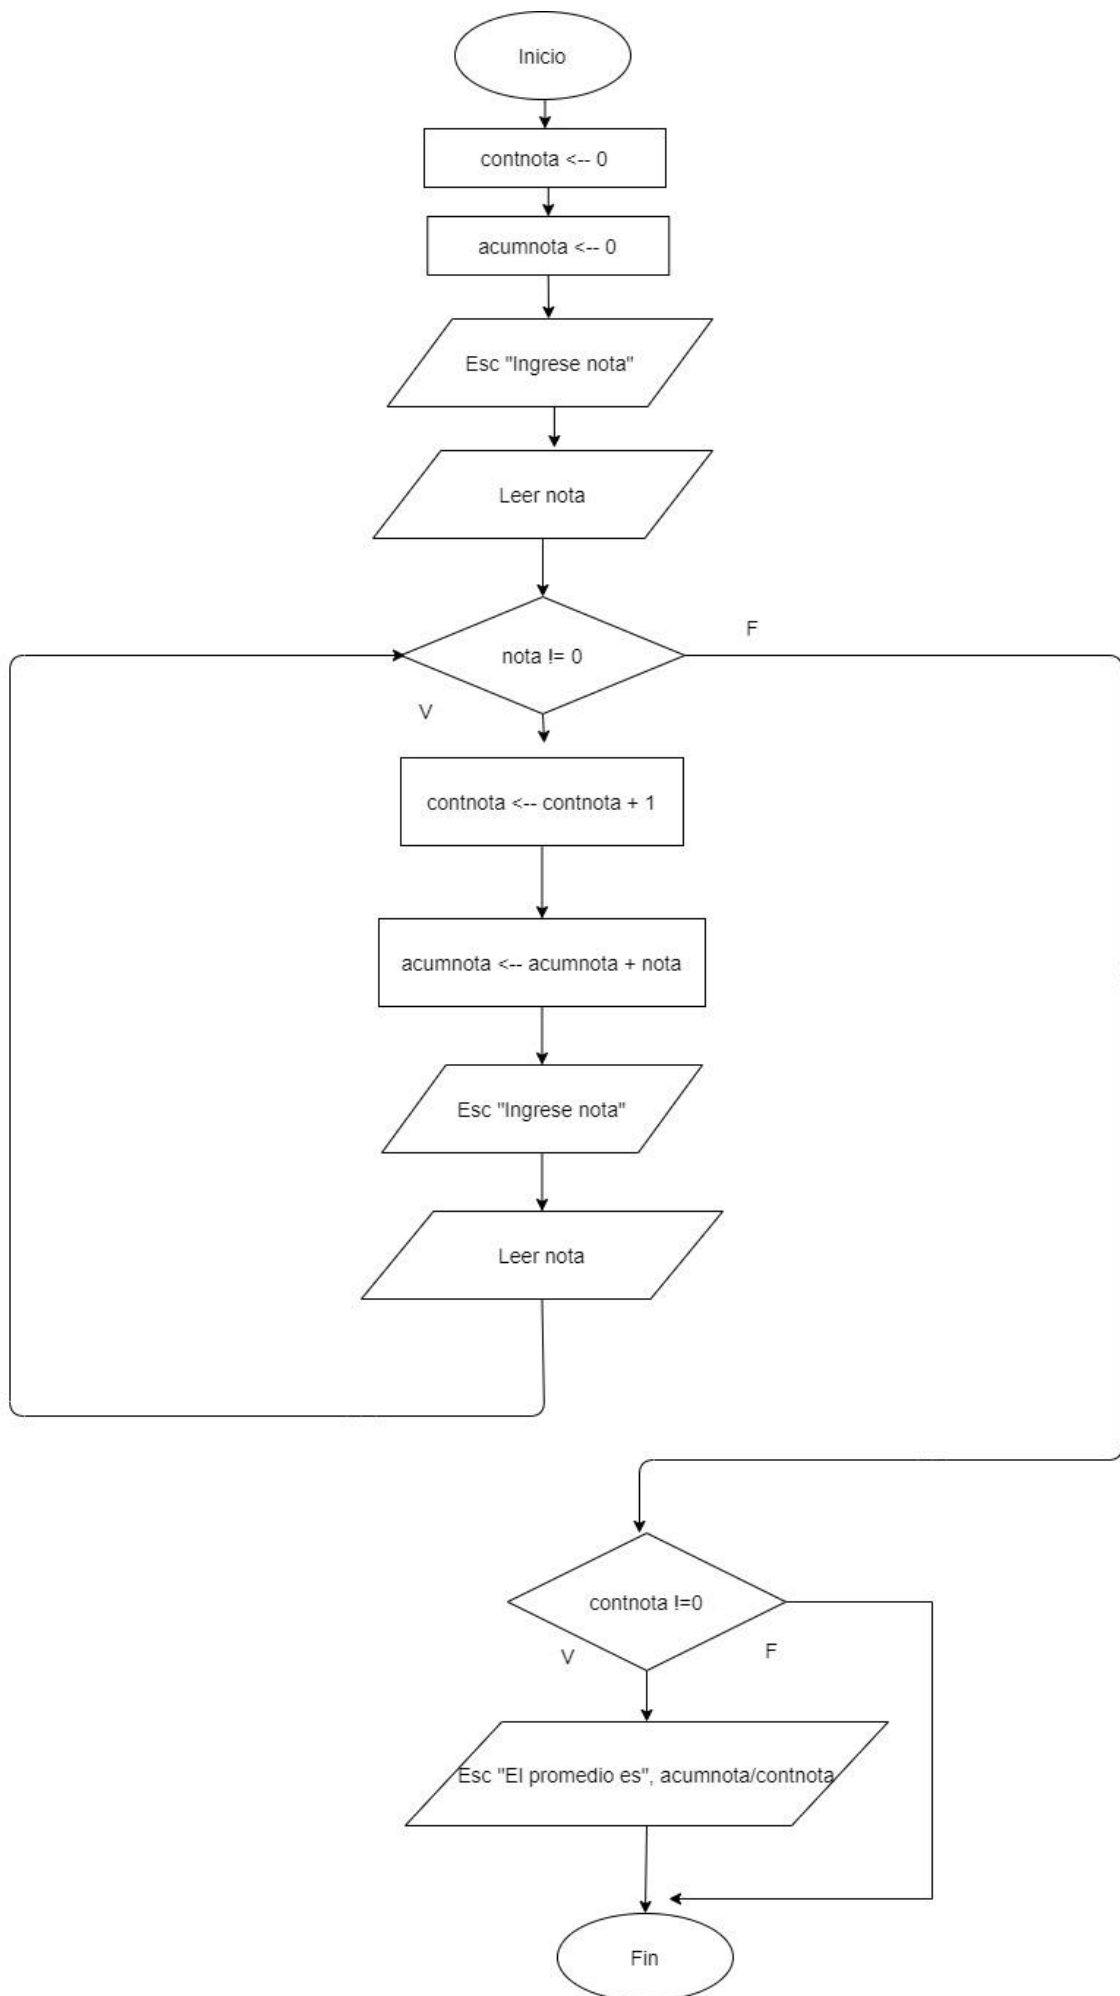 Inicio
contnota <-- 0
acumnota <-- 0
Esc "Ingrese nota"
Leer nota
nota != 0
F
V
contnota <-- contnota + 1
acumnota <-- acumnota + nota
Esc "Ingrese nota"
Leer nota
contnota !=0
V
F
Esc "El promedio es", acumnota/contnota
Fin